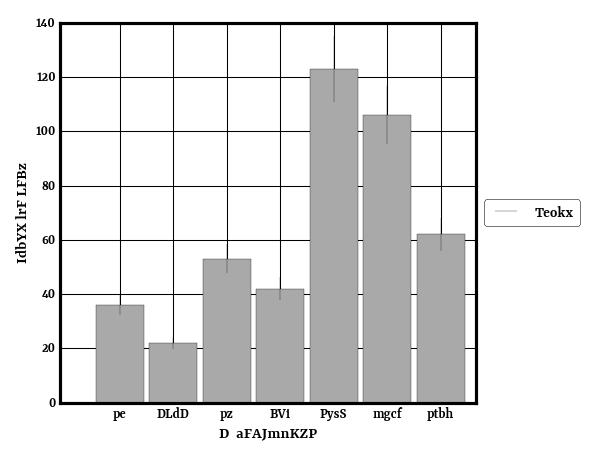 140
120
100
80
60
40
20
0
IdbYX lrF LFBz
pe DLdD pz BVi PysS mgcf ptbh
D aFAJmnKZP
Teokx